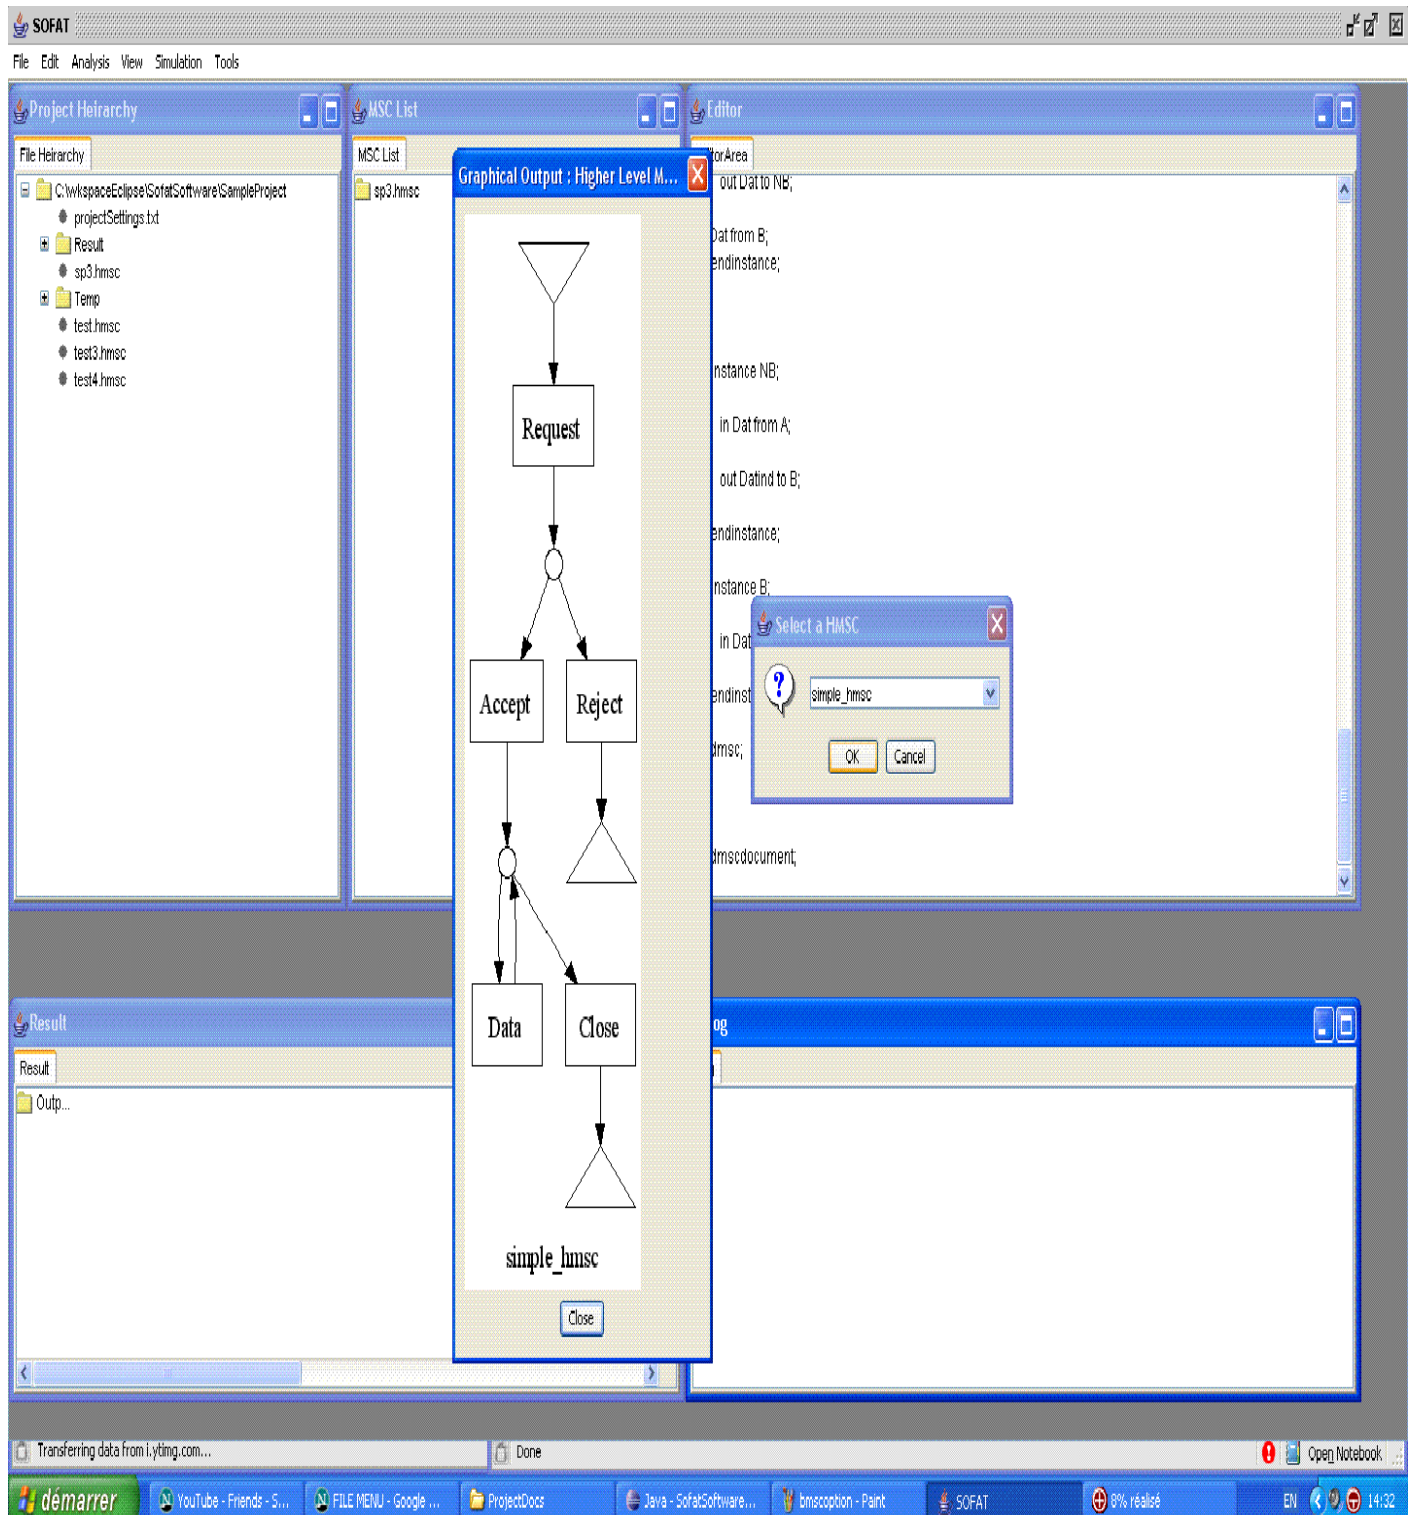 SOFAT
File Edit Analysis View Simulation Tools
Project Heirarchy
File Heirarchy
C:\wkspaceEclipse\SofatSoftware\SampleProject
projectSettings.txt
Result
sp3.hmsc
Temp
test.hmsc
test3.hmsc
test4.hmsc
MSC List
MSC List
sp3.hmsc
Graphical Output : Higher Level M...
Request
Accept
Reject
Data
Close
simple_hmsc
Close
Editor
torArea
out Dat to NB;
Dat from B;
endinstance;
nstance NB;
in Dat from A;
out Datind to B;
endinstance;
nstance B;
in Dat
endinst
dmsc;
dmscdocument;
Select a HMSC
?
simple_hmsc
OK Cancel
Result
Result
Outp...
og
Transferring data from i.ytimg.com...
Done
Open Notebook
démarrer
YouTube - Friends - S...
FILE MENU - Google ...
ProjectDocs
Java - SofatSoftware...
bmscoption - Paint
SOFAT
8% réalisé
EN
14:32